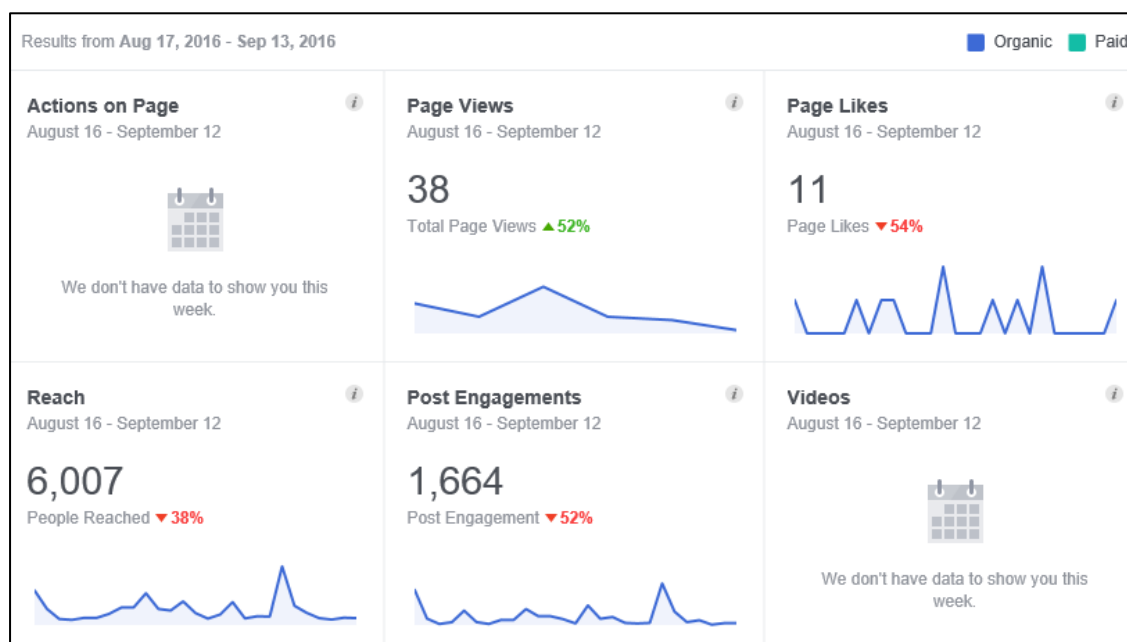 Results from Aug 17, 2016 - Sep 13, 2016
Organic Paid
Actions on Page
August 16 - September 12
We don't have data to show you this
week.
Page Views
August 16 - September 12
38
Total Page Views ▲52%
Page Likes
August 16 - September 12
11
Page Likes ▼54%
Reach
August 16 - September 12
6,007
People Reached ▼38%
Post Engagements
August 16 - September 12
1,664
Post Engagement ▼52%
Videos
August 16 - September 12
We don't have data to show you this
week.